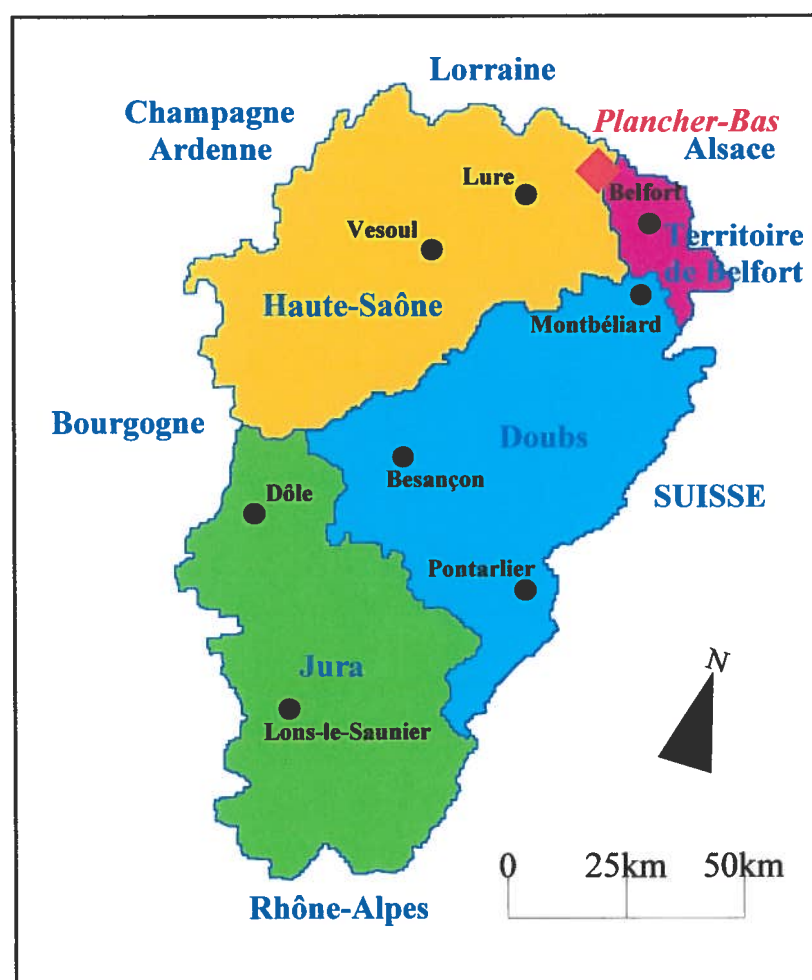 Lorraine
Champagne
Ardenne
Plancher-Bas
Alsace
Lure
Belfort
Vesoul
Territoire
de Belfort
Haute-Saône
Montbéliard
Bourgogne
Doubs
Besançon
Dôle
SUISSE
Pontarlier
N
Jura
Lons-le-Saunier
0 25km 50km
Rhône-Alpes